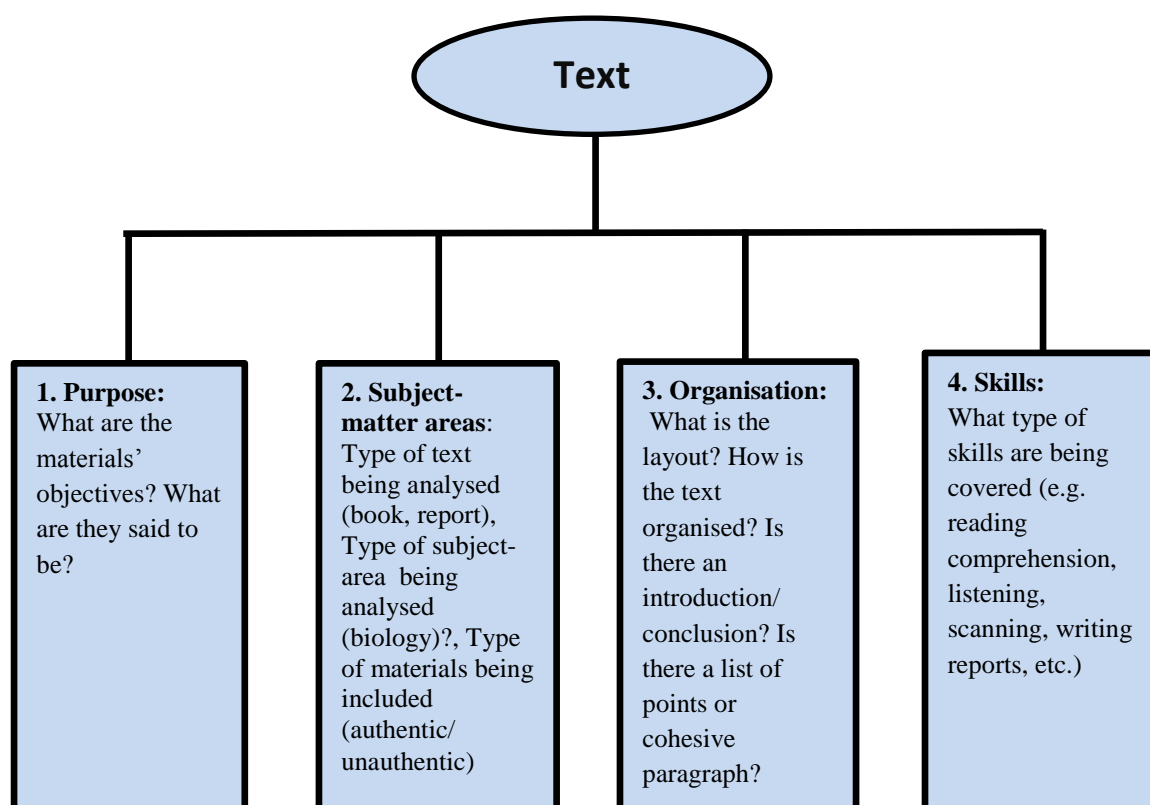 Text
1. Purpose:
What are the
materials’
objectives? What
are they said to
be?
2. Subject-
matter areas:
Type of text
being analysed
(book, report),
Type of subject-
area being
analysed
(biology)?, Type
of materials being
included
(authentic/
unauthentic)
3. Organisation:
What is the
layout? How is
the text
organised? Is
there an
introduction/
conclusion? Is
there a list of
points or
cohesive
paragraph?
4. Skills:
What type of
skills are being
covered (e.g.
reading
comprehension,
listening,
scanning, writing
reports, etc.)